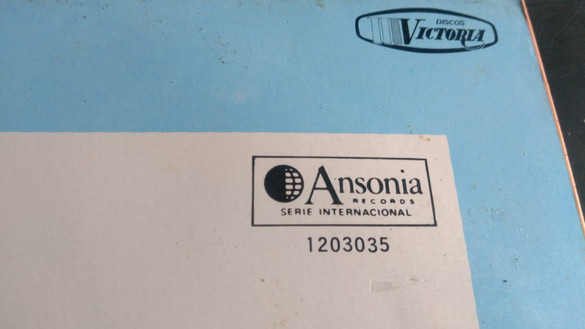 DISCOS
VICTORIA
Ansonia
RECORDS
SERIE INTERNACIONAL
1203035